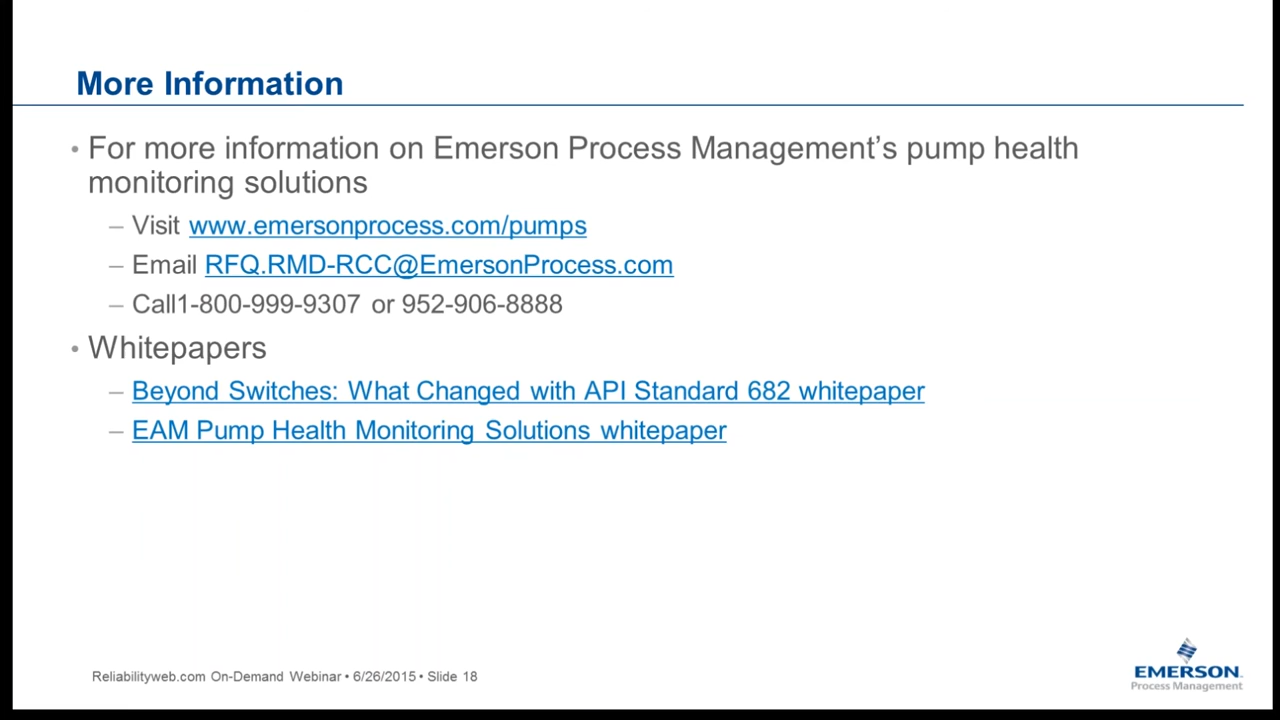 More Information
• For more information on Emerson Process Management’s pump health
monitoring solutions
– Visit www.emersonprocess.com/pumps
– Email RFQ.RMD-RCC@EmersonProcess.com
– Call1-800-999-9307 or 952-906-8888
• Whitepapers
– Beyond Switches: What Changed with API Standard 682 whitepaper
– EAM Pump Health Monitoring Solutions whitepaper
Reliabilityweb.com On-Demand Webinar • 6/26/2015 • Slide 18
EMERSON
Process Management